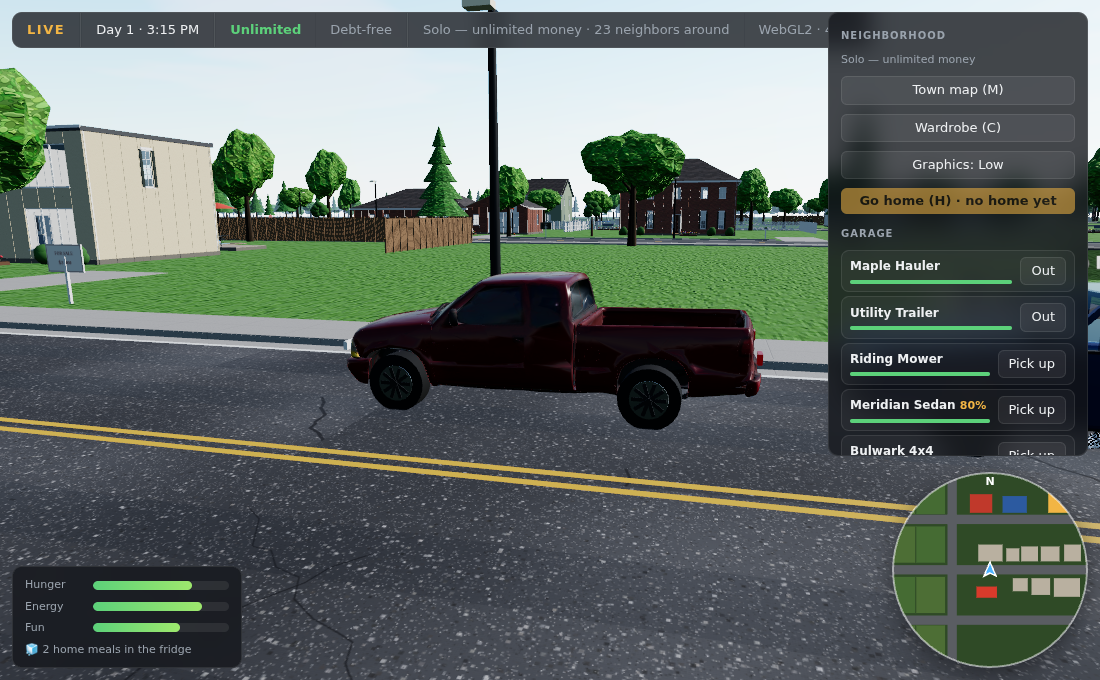 LIVE Day 1 · 3:15 PM Unlimited Debt-free Solo — unlimited money · 23 neighbors around WebGL2 ·
NEIGHBORHOOD
Solo — unlimited money
Town map (M)
Wardrobe (C)
Graphics: Low
Go home (H) · no home yet
GARAGE
Maple Hauler Out
Utility Trailer Out
Riding Mower Pick up
Meridian Sedan 80% Pick up
Bulwark 4x4 Pick up
N
Hunger
Energy
Fun
2 home meals in the fridge